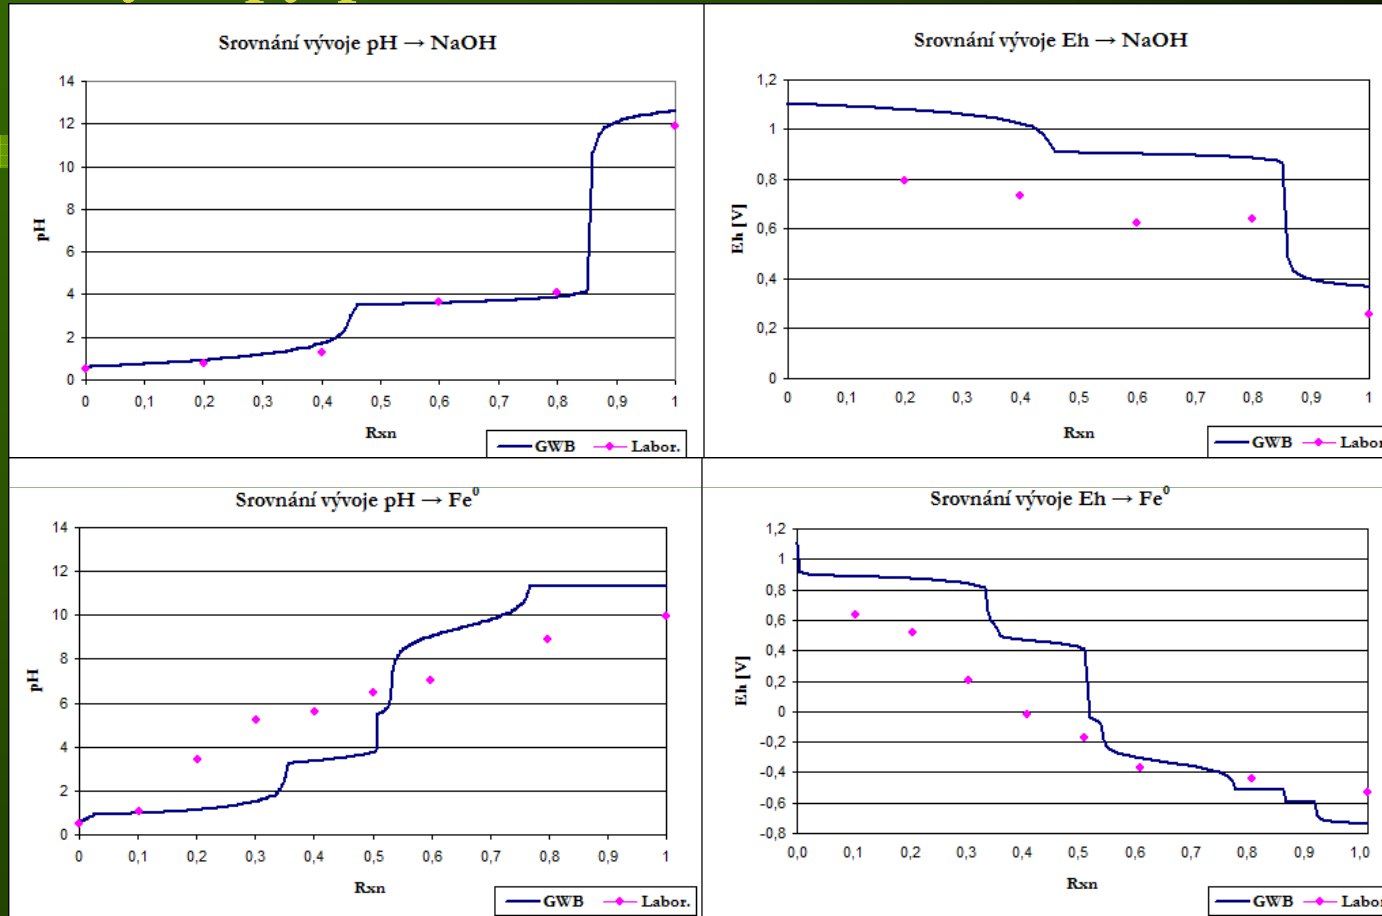 Srovnání vývoje pH → NaOH
14
12
10
8
6
4
2
0
pH
0 0,1 0,2 0,3 0,4 0,5 0,6 0,7 0,8 0,9 1
Rxn
GWB Labor.
Srovnání vývoje Eh → NaOH
1,2
1
0,8
0,6
0,4
0,2
0
Eh [V]
0 0,1 0,2 0,3 0,4 0,5 0,6 0,7 0,8 0,9 1
Rxn
GWB Labor
Srovnání vývoje pH → Fe⁰
14
12
10
8
6
4
2
0
pH
0 0,1 0,2 0,3 0,4 0,5 0,6 0,7 0,8 0,9 1
Rxn
GWB Labor.
Srovnání vývoje Eh → Fe⁰
1,2
1
0,8
0,6
0,4
0,2
0
-0,2
-0,4
-0,6
-0,8
Eh [V]
0,0 0,1 0,2 0,3 0,4 0,5 0,6 0,7 0,8 0,9 1,0
Rxn
GWB Labor